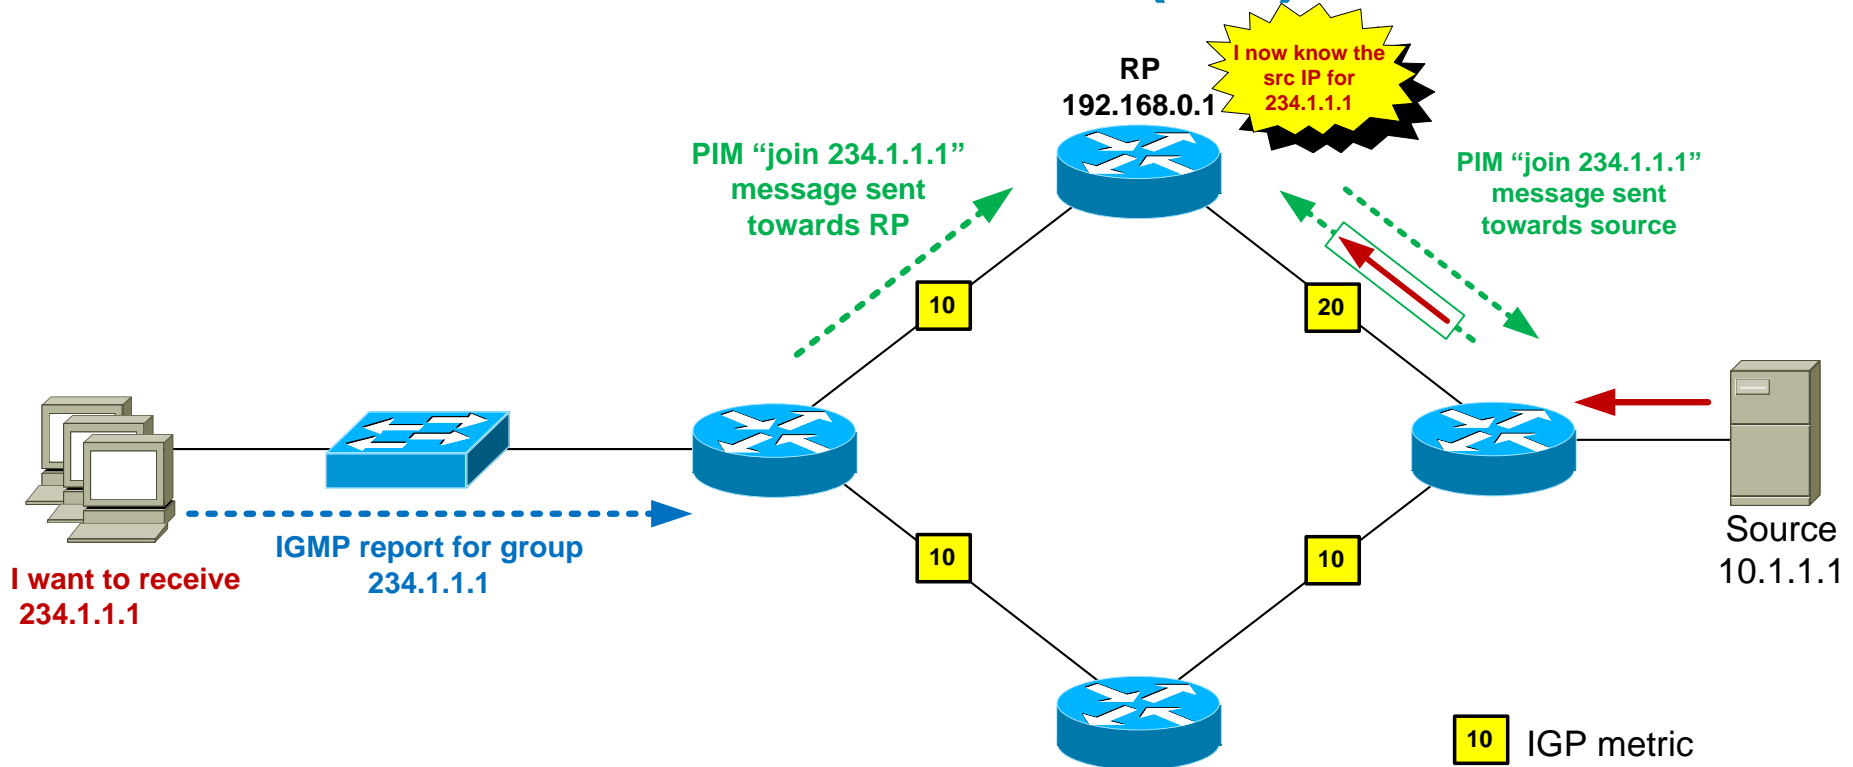 RP
192.168.0.1
I now know the
src IP for
234.1.1.1
PIM “join 234.1.1.1”
message sent
towards RP
PIM “join 234.1.1.1”
message sent
towards source
10
20
IGMP report for group
234.1.1.1
I want to receive
234.1.1.1
10
10
Source
10.1.1.1
10 IGP metric